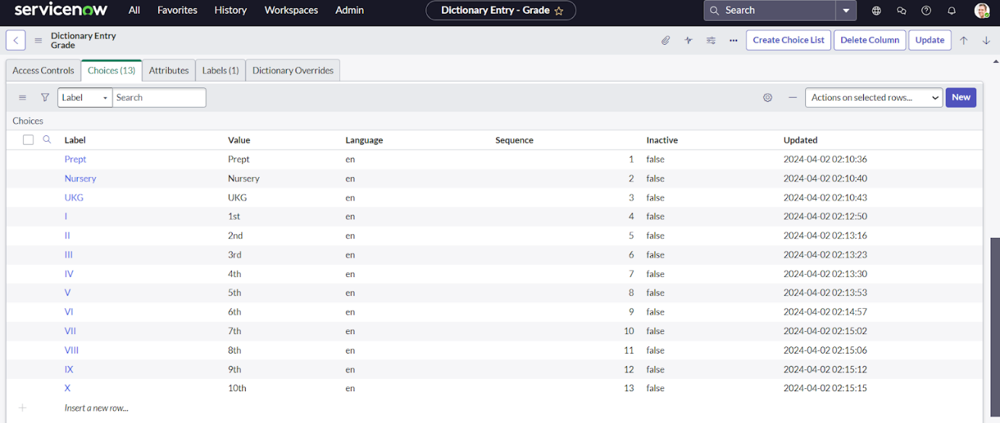 servicenow All Favorites History Workspaces Admin Dictionary Entry - Grade Search
Dictionary Entry
Grade
Create Choice List Delete Column Update
Access Controls Choices (13) Attributes Labels (1) Dictionary Overrides
Label Search Actions on selected rows... New
Choices
Label Value Language Sequence Inactive Updated
Prept Prept en 1 false 2024-04-02 02:10:36
Nursery Nursery en 2 false 2024-04-02 02:10:40
UKG UKG en 3 false 2024-04-02 02:10:43
I 1st en 4 false 2024-04-02 02:12:50
II 2nd en 5 false 2024-04-02 02:13:16
III 3rd en 6 false 2024-04-02 02:13:23
IV 4th en 7 false 2024-04-02 02:13:30
V 5th en 8 false 2024-04-02 02:13:53
VI 6th en 9 false 2024-04-02 02:14:57
VII 7th en 10 false 2024-04-02 02:15:02
VIII 8th en 11 false 2024-04-02 02:15:06
IX 9th en 12 false 2024-04-02 02:15:12
X 10th en 13 false 2024-04-02 02:15:15
Insert a new row...